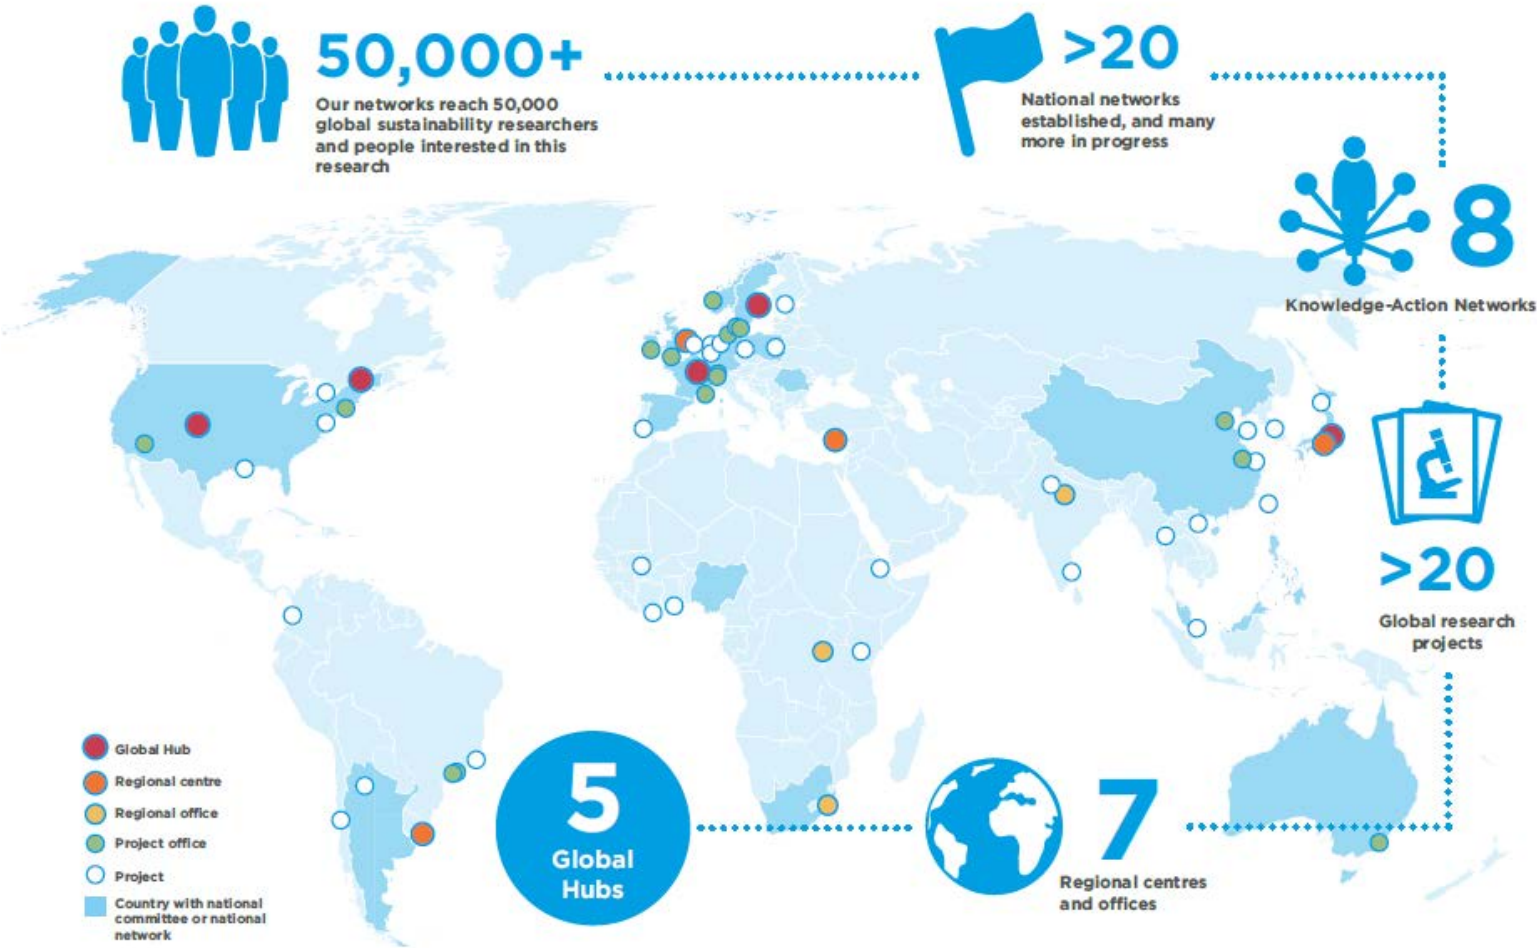 50,000+
Our networks reach 50,000
global sustainability researchers
and people interested in this
research
>20
National networks
established, and many
more in progress
8
Knowledge-Action Networks
>20
Global research
projects
Global Hub
Regional centre
Regional office
Project office
Project
Country with national
committee or national
network
5
Global
Hubs
7
Regional centres
and offices